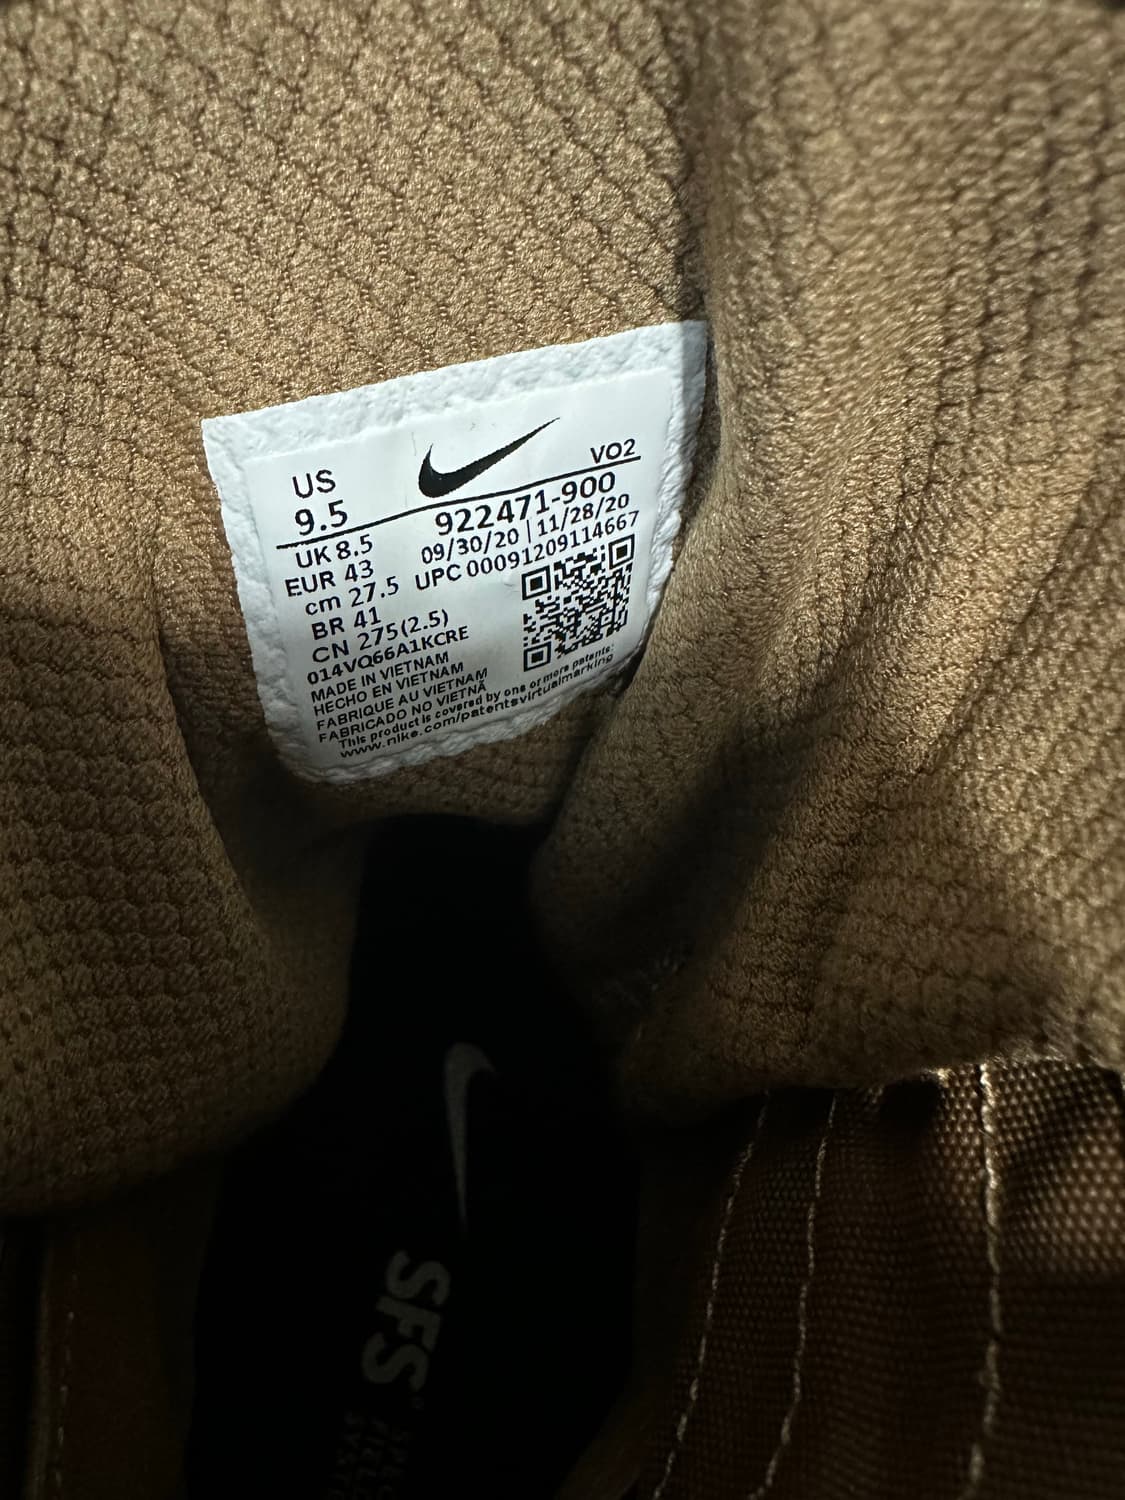 US
9.5
VO2
922471-900
09/30/20 | 11/28/20
UPC 00091209114667
UK 8.5
EUR 43
cm 27.5
BR 41
CN 275(2.5)
014VQ66A1KCRE
MADE IN VIETNAM
HECHO EN VIETNAM
FABRIQUE AU VIETNAM
FABRICADO NO VIETNÃ
This product is covered by one or more patents:
www.nike.com/patentsvirtualmarking
SFS